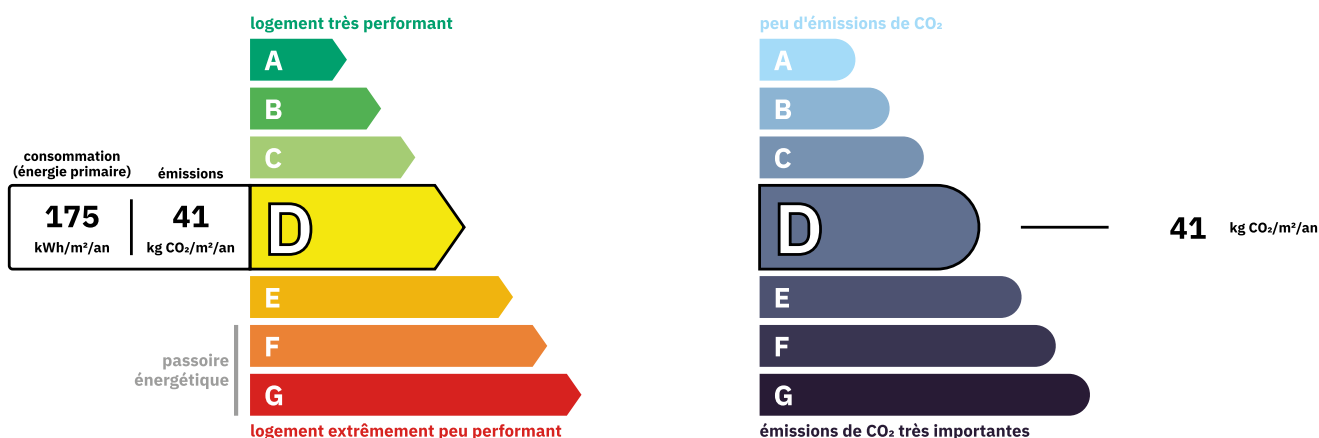 logement très performant
A
B
C
consommation
(énergie primaire)
émissions
175
kWh/m²/an
41
kg CO₂/m²/an
D
E
F
G
passoire
énergétique
logement extrêmement peu performant
peu d'émissions de CO₂
A
B
C
D
41
kg CO₂/m²/an
E
F
G
émissions de CO₂ très importantes